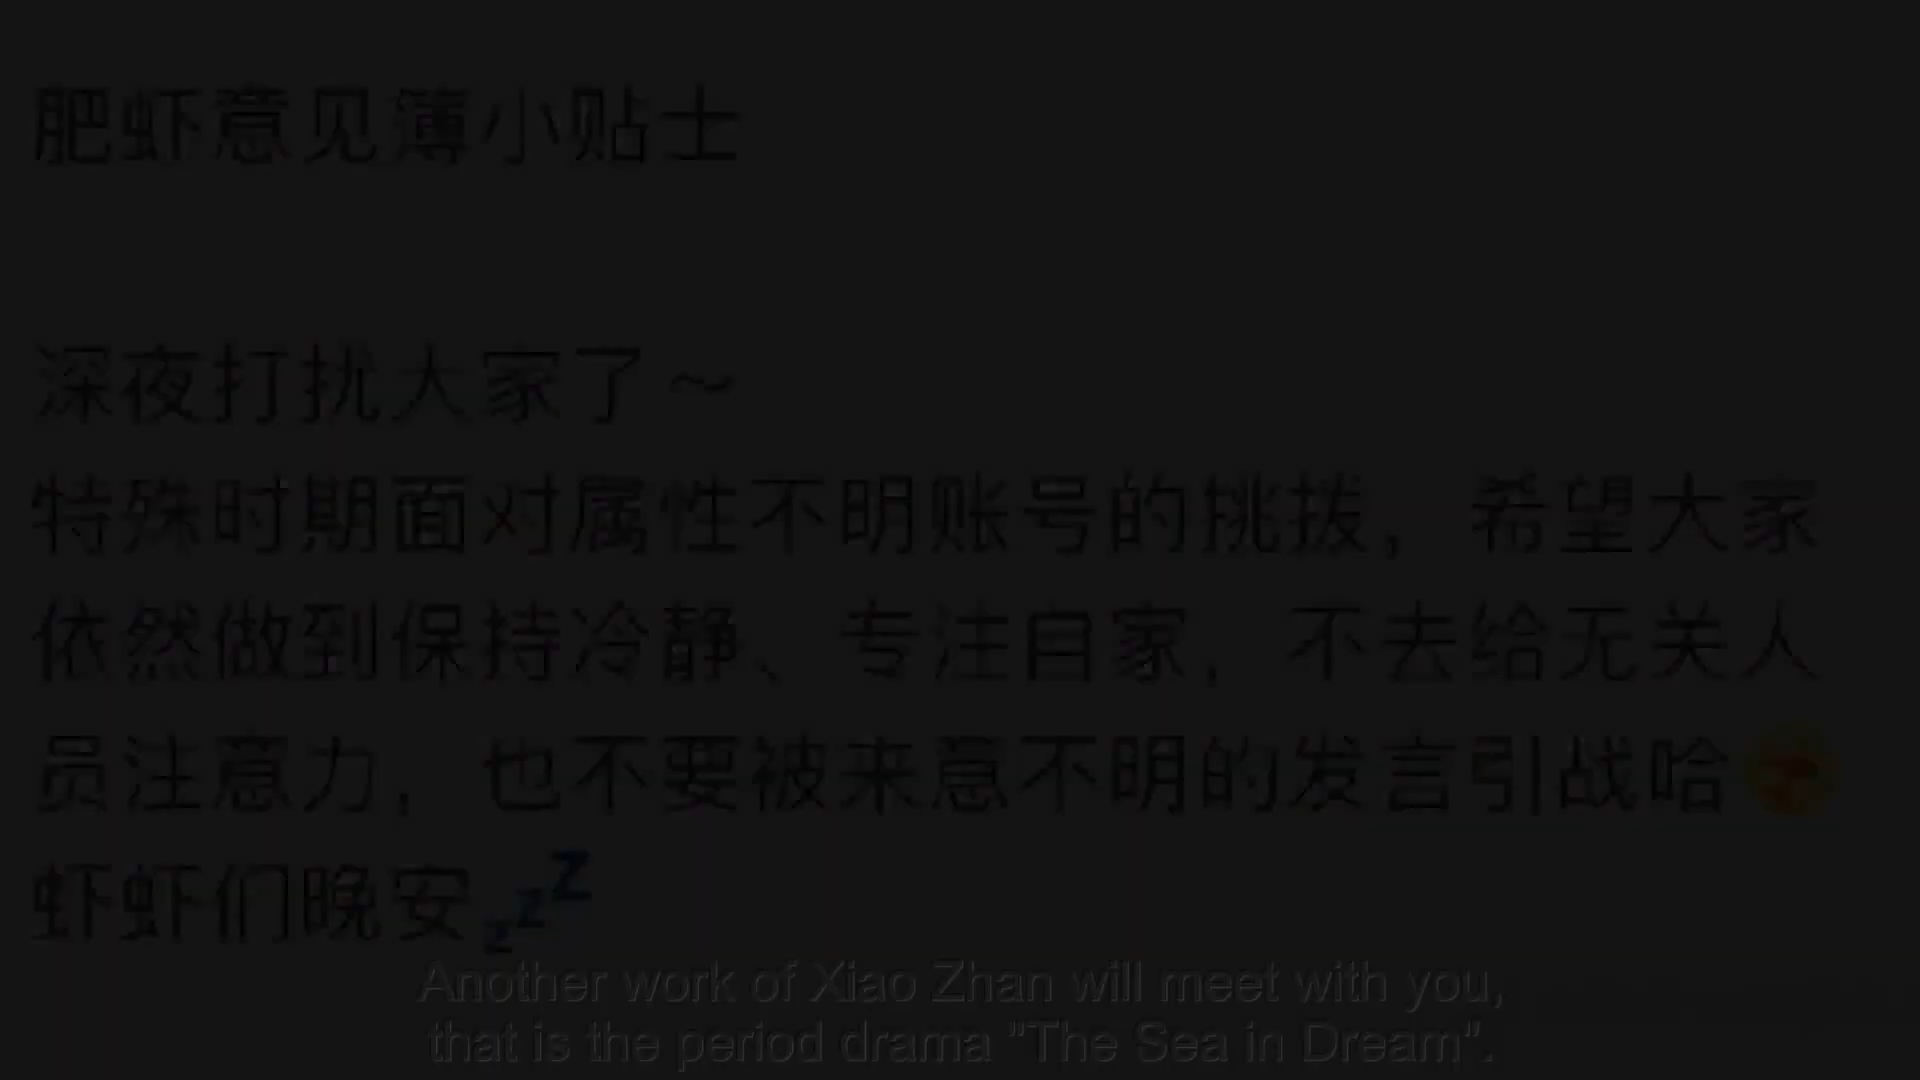 肥虾意见簿小贴士
深夜打扰大家了～
特殊时期面对属性不明账号的挑拨，希望大家
依然做到保持冷静、专注自家，不去给无关人
员注意力，也不要被来意不明的发言引战哈
虾虾们晚安 zzZ
Another work of Xiao Zhan will meet with you,
that is the period drama "The Sea in Dream".